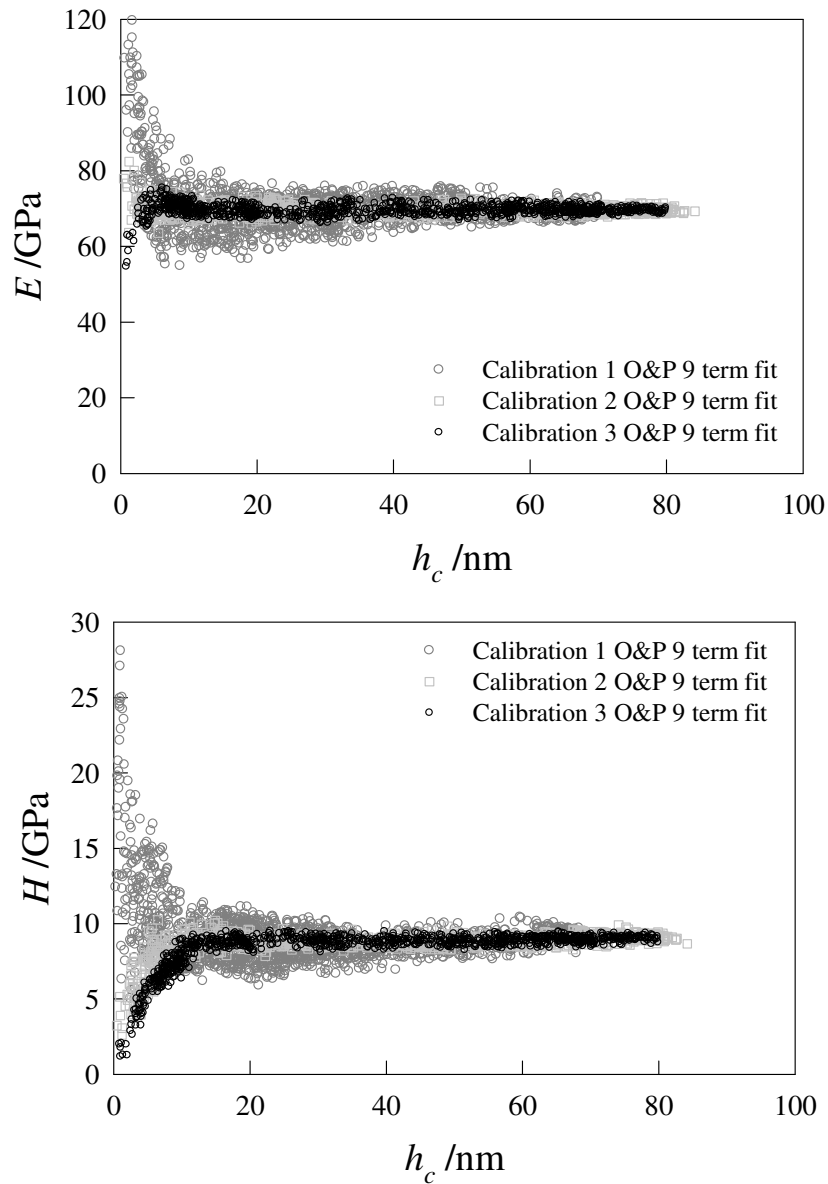 120
100
80
60
40
20
0
E /GPa
Calibration 1 O&P 9 term fit
Calibration 2 O&P 9 term fit
Calibration 3 O&P 9 term fit
0 20 40 60 80 100
h_c /nm
30
25
20
15
10
5
0
H /GPa
Calibration 1 O&P 9 term fit
Calibration 2 O&P 9 term fit
Calibration 3 O&P 9 term fit
0 20 40 60 80 100
h_c /nm